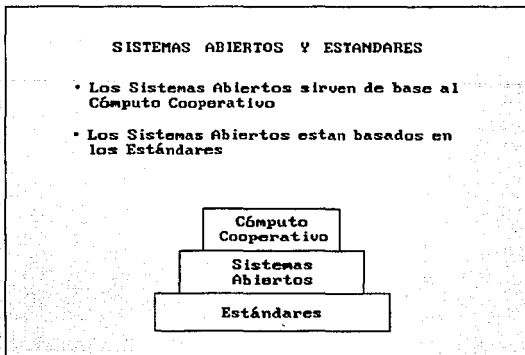 SISTEMAS ABIERTOS Y ESTANDARES
· Los Sistemas Abiertos sirven de base al
Cómputo Cooperativo
· Los Sistemas Abiertos estan basados en
los Estándares
Cómputo
Cooperativo
Sistemas
Abiertos
Estándares